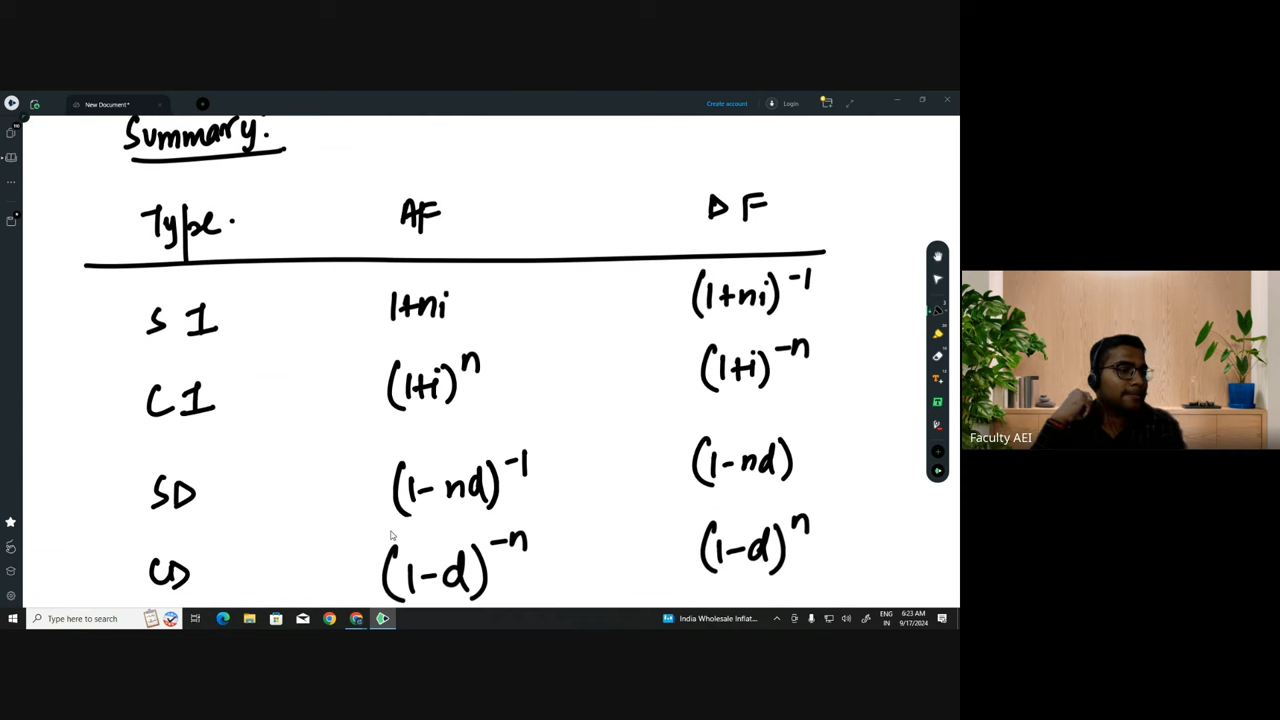 New Document*
Create account
Login
Summary:
Type. AF DF
SI 1+ni (1+ni)⁻¹
CI (1+i)ⁿ (1+i)⁻ⁿ
SD (1-nd)⁻¹ (1-nd)
CD (1-d)⁻ⁿ (1-d)ⁿ
Faculty AEI
Type here to search
India Wholesale Inflat...
ENG
IN
6:23 AM
9/17/2024